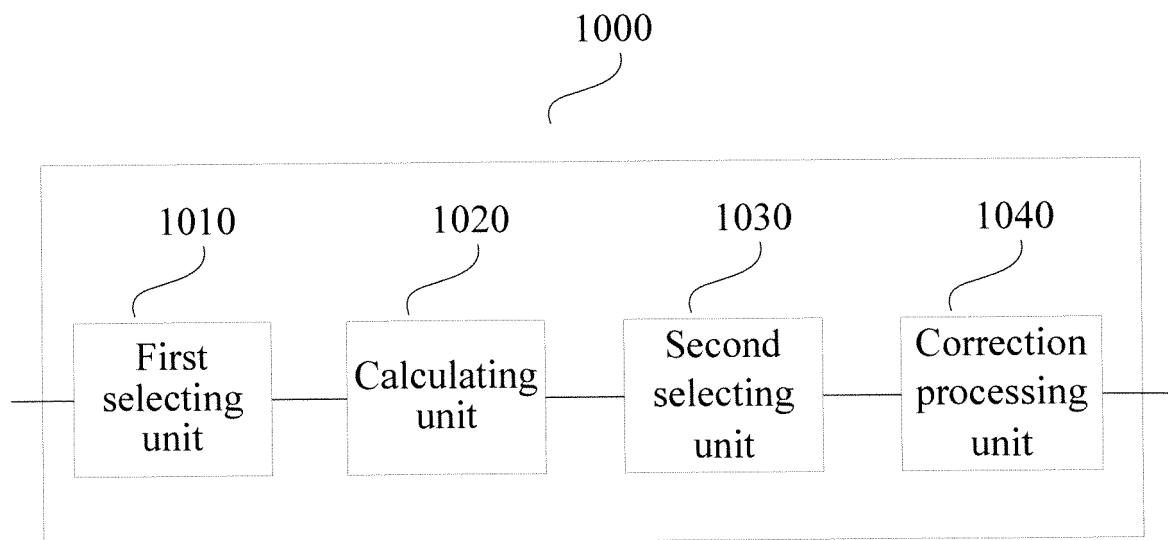 1000
1010
1020
1030
1040
First
selecting
unit
Calculating
unit
Second
selecting
unit
Correction
processing
unit